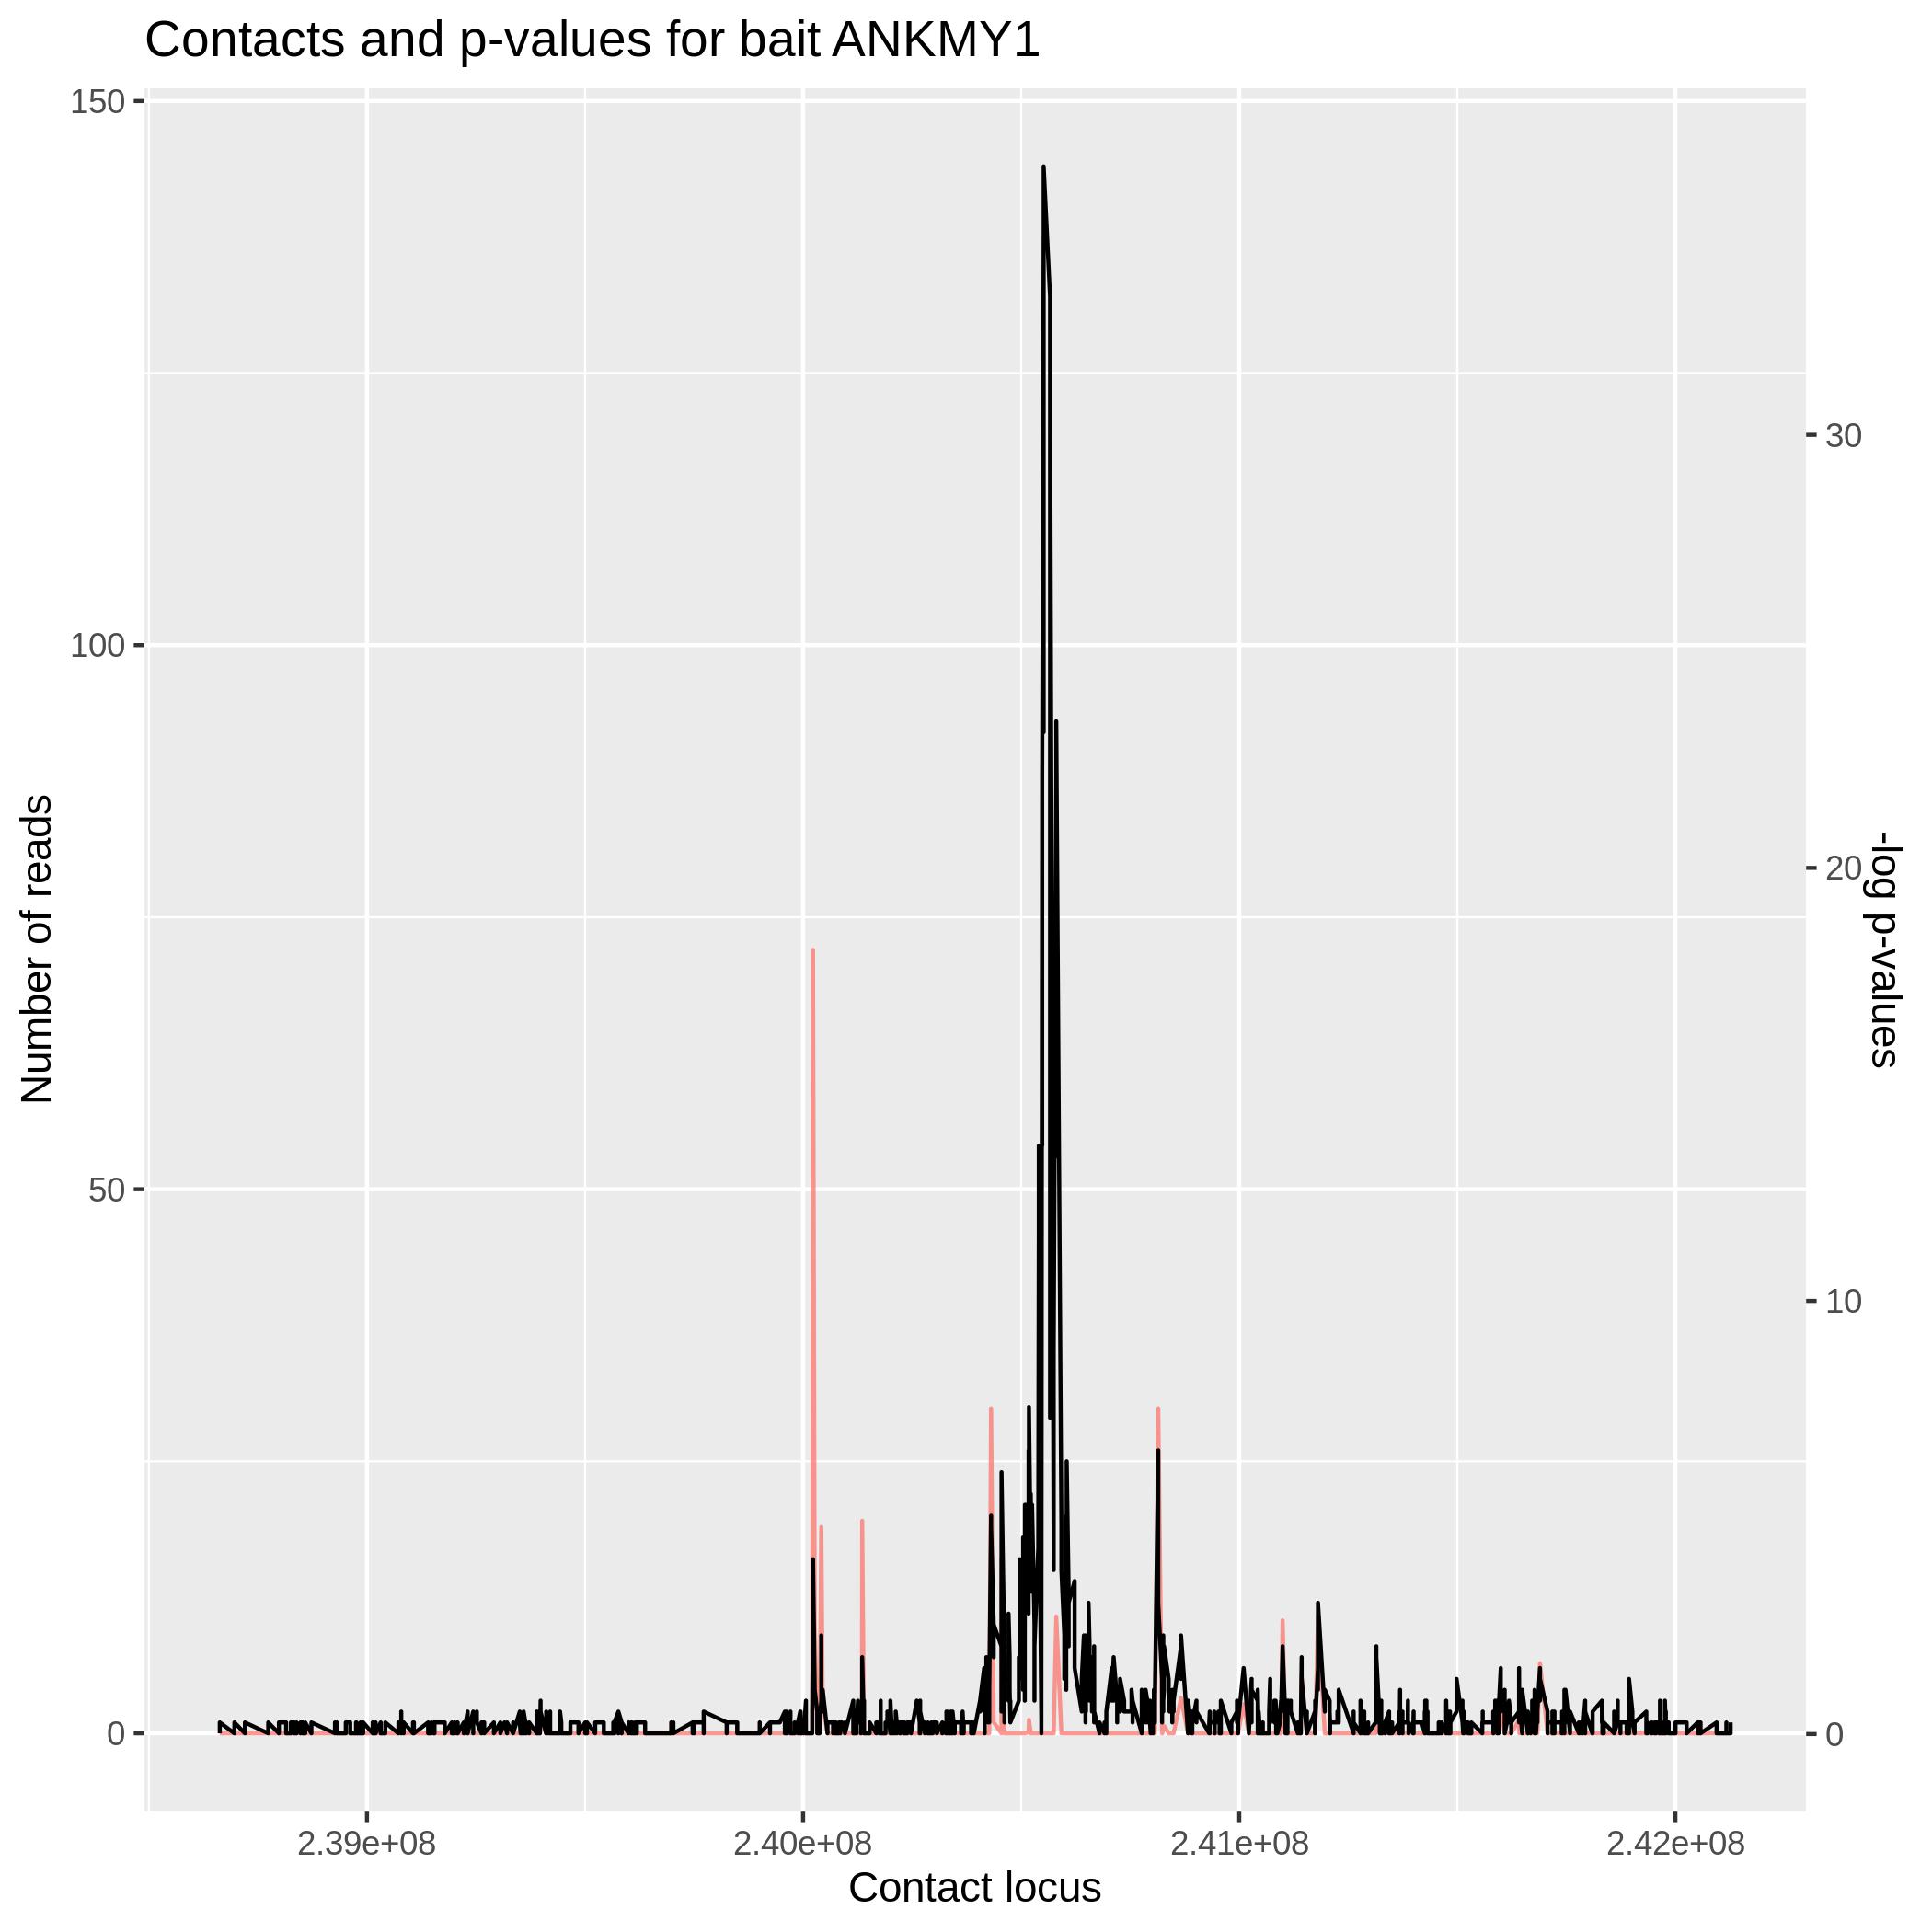 Contacts and p-values for bait ANKMY1
150
100
50
0
Number of reads
30
20
10
0
-log p-values
2.39e+08
2.40e+08
2.41e+08
2.42e+08
Contact locus